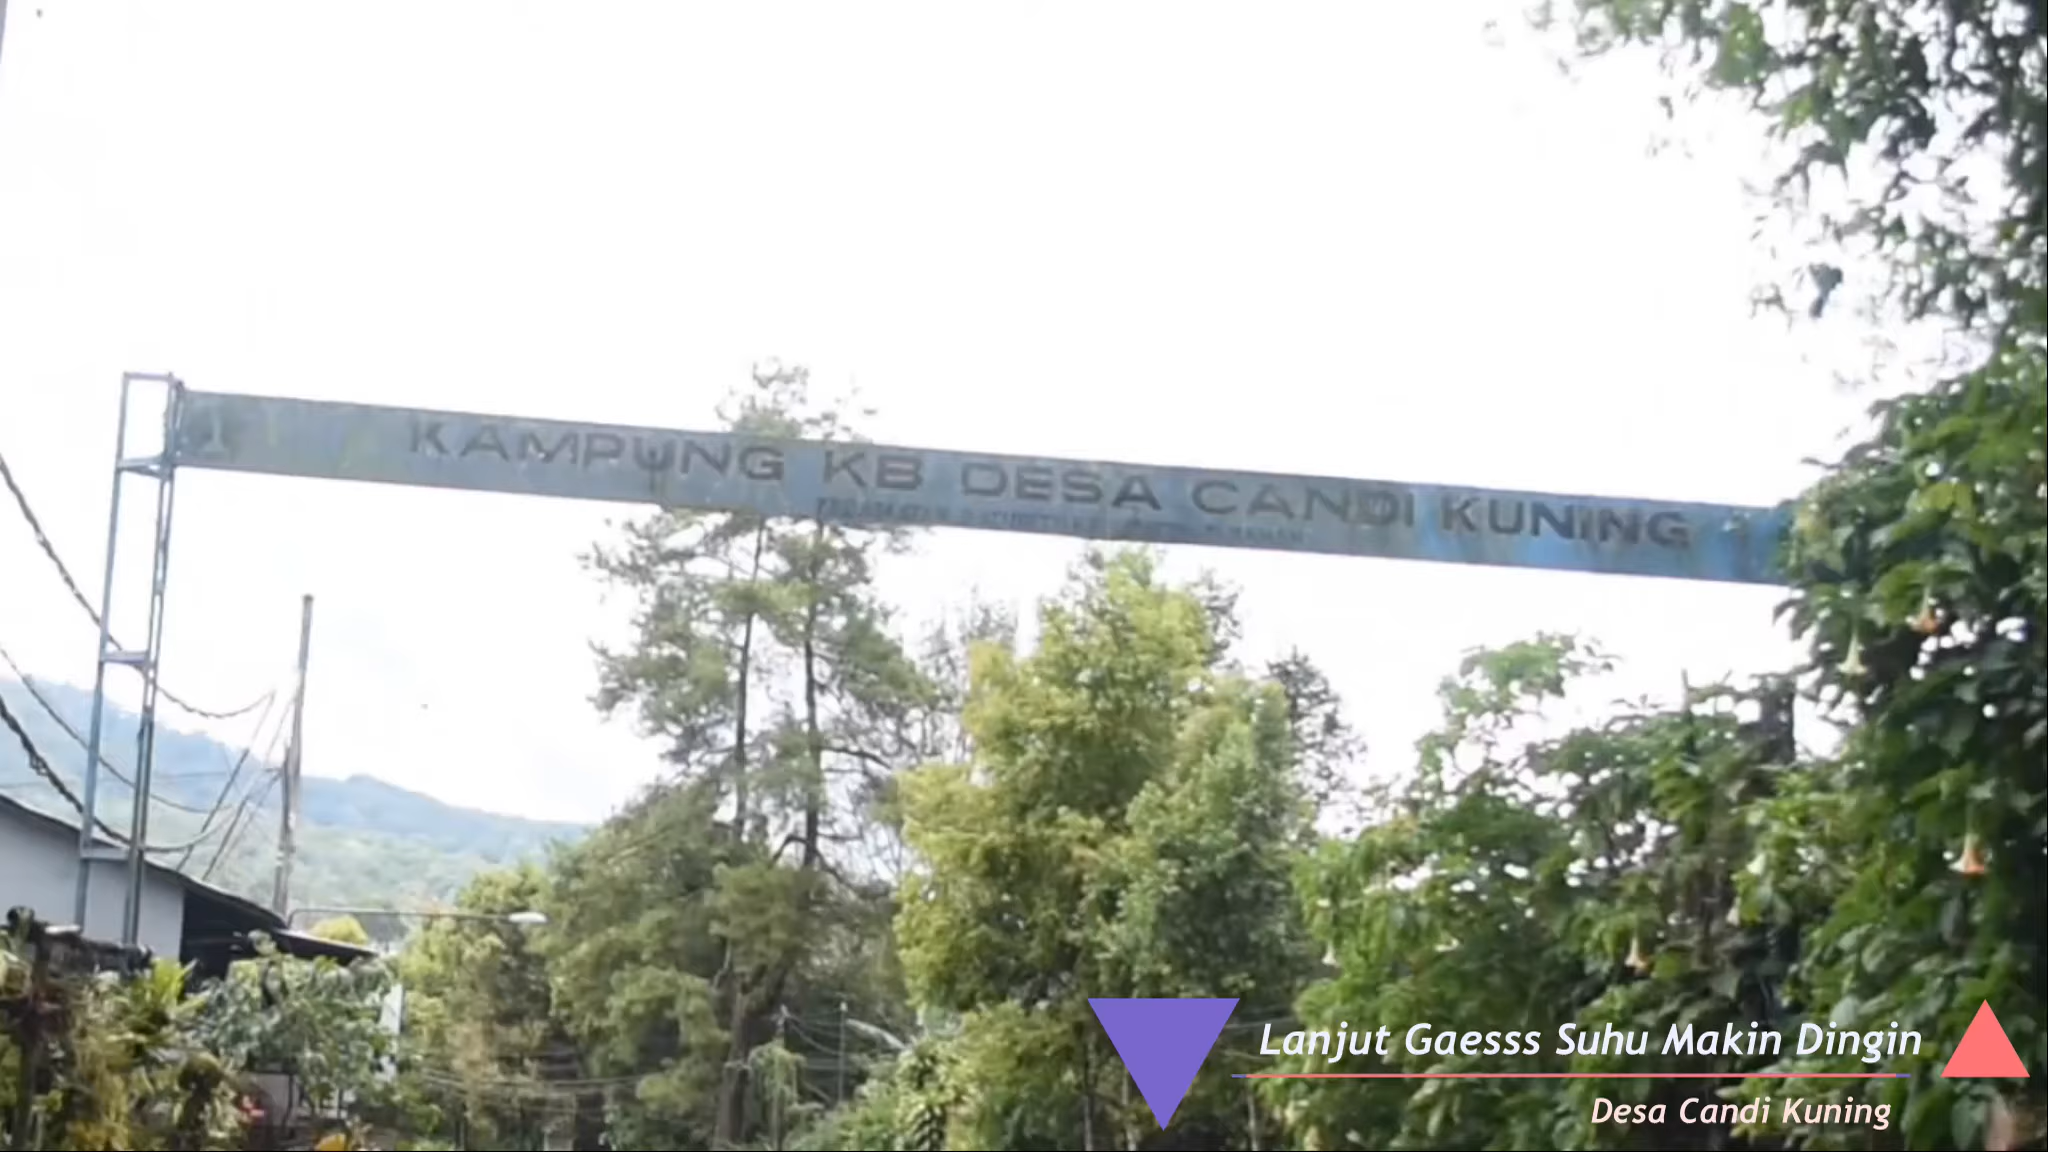 KAMPUNG KB DESA CANDI KUNING
Lanjut Gaesss Suhu Makin Dingin
Desa Candi Kuning